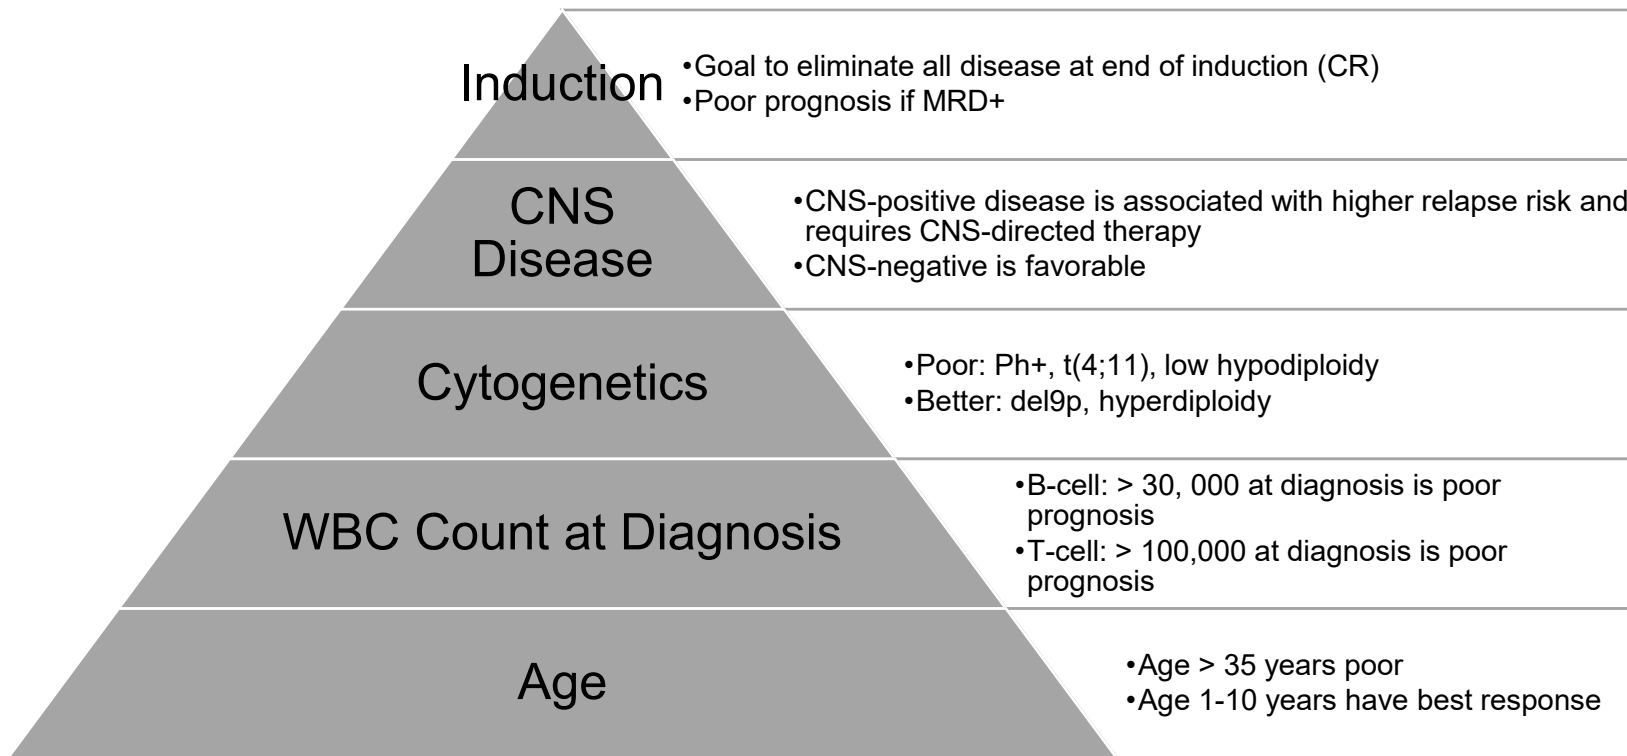 Induction
•Goal to eliminate all disease at end of induction (CR)
•Poor prognosis if MRD+
CNS
Disease
•CNS-positive disease is associated with higher relapse risk and
requires CNS-directed therapy
•CNS-negative is favorable
Cytogenetics
•Poor: Ph+, t(4;11), low hypodiploidy
•Better: del9p, hyperdiploidy
WBC Count at Diagnosis
•B-cell: > 30, 000 at diagnosis is poor
prognosis
•T-cell: > 100,000 at diagnosis is poor
prognosis
Age
•Age > 35 years poor
•Age 1-10 years have best response